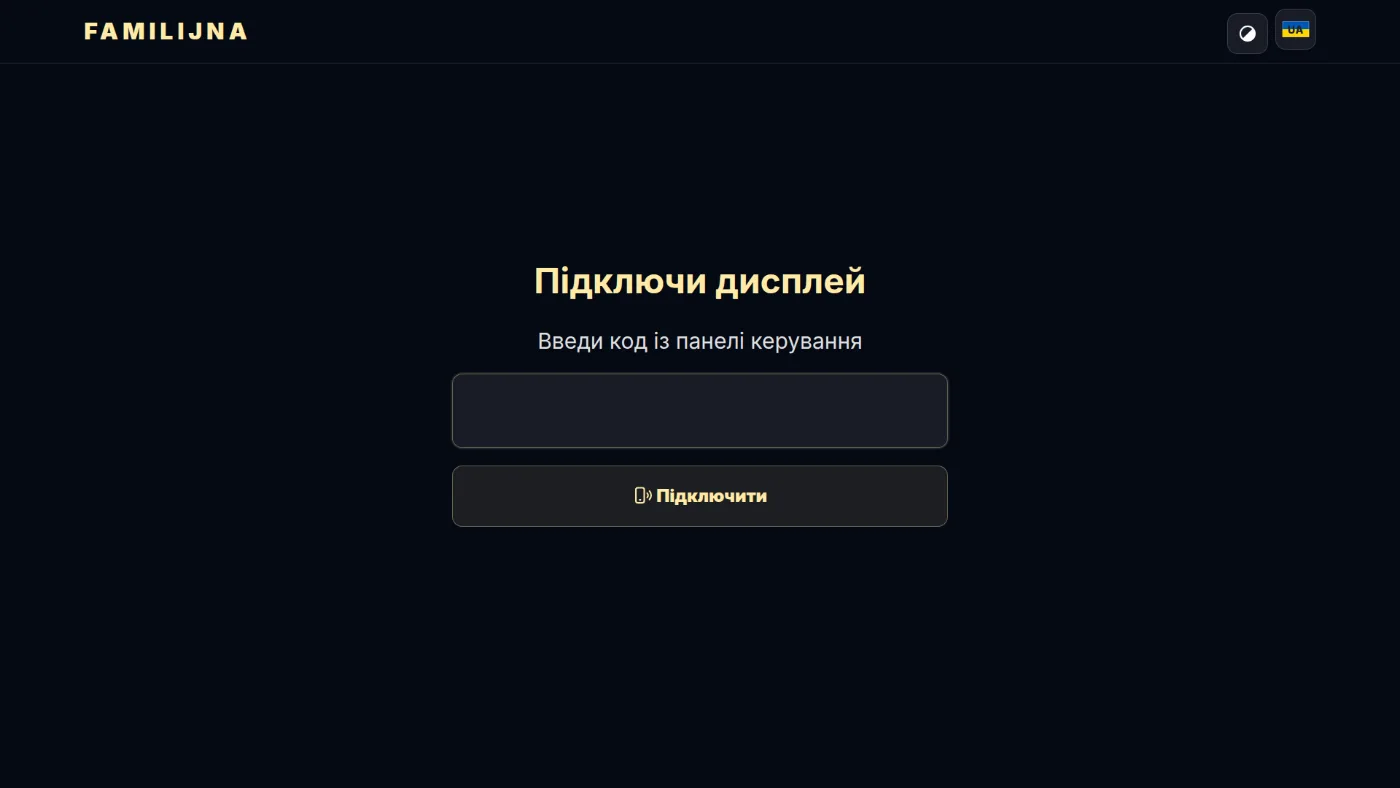 FAMILIJNA
UA
Підключи дисплей
Введи код із панелі керування
Підключити